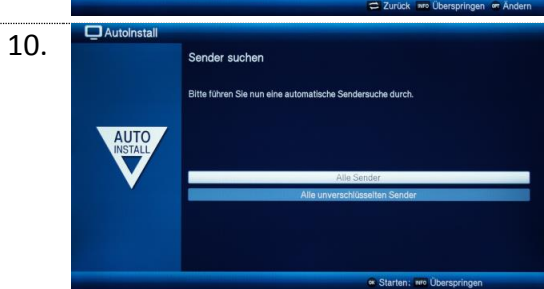 Zurück INFO Überspringen OPT Ändern
10.
AutoInstall
Sender suchen
Bitte führen Sie nun eine automatische Sendersuche durch.
AUTO
INSTALL
Alle Sender
Alle unverschlüsselten Sender
OK Starten: INFO Überspringen